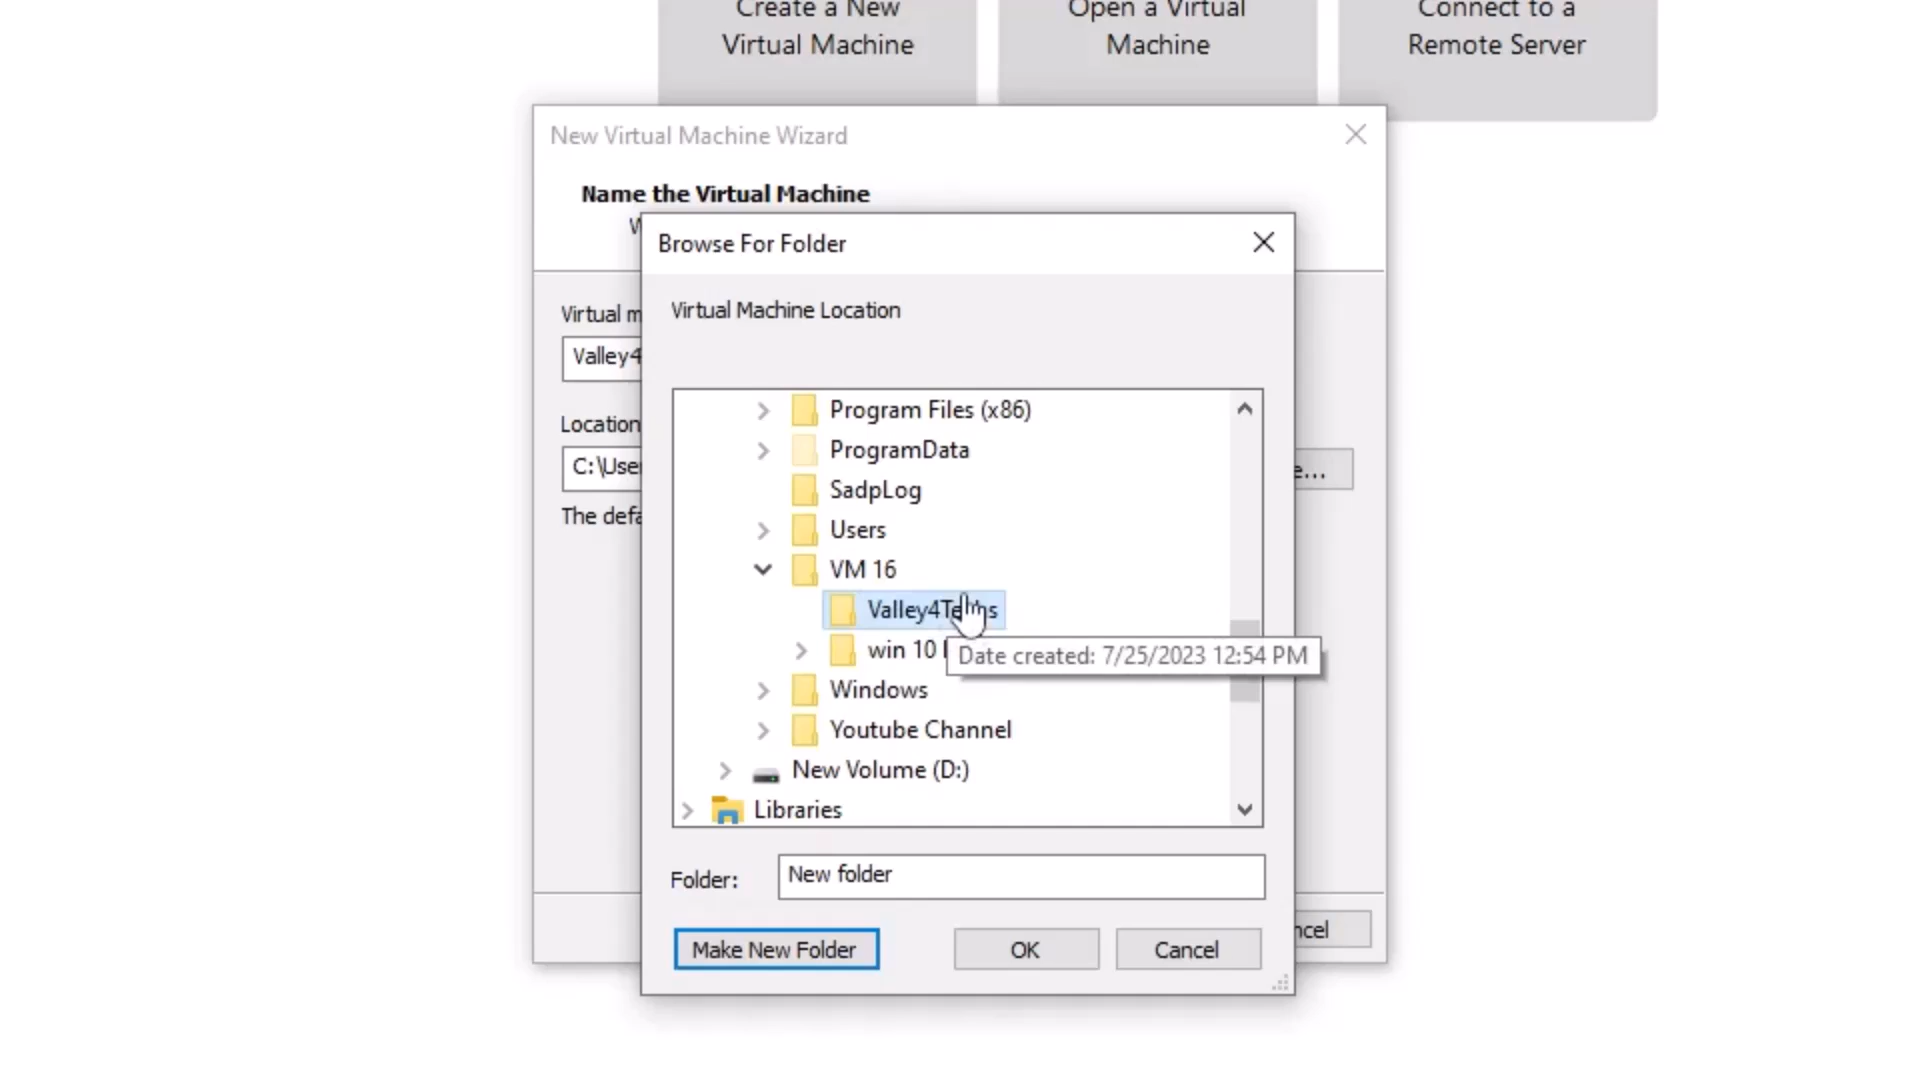 Create a New
Virtual Machine
Open a Virtual
Machine
Connect to a
Remote Server
New Virtual Machine Wizard
Name the Virtual Machine
Browse For Folder
Virtual m
Virtual Machine Location
Valley4
Location
C:\User
The defa
e...
Program Files (x86)
ProgramData
SadpLog
Users
VM 16
win 10
Date created: 7/25/2023 12:54 PM
Windows
Youtube Channel
New Volume (D:)
Libraries
Folder:
New folder
Make New Folder
OK
Cancel
ncel